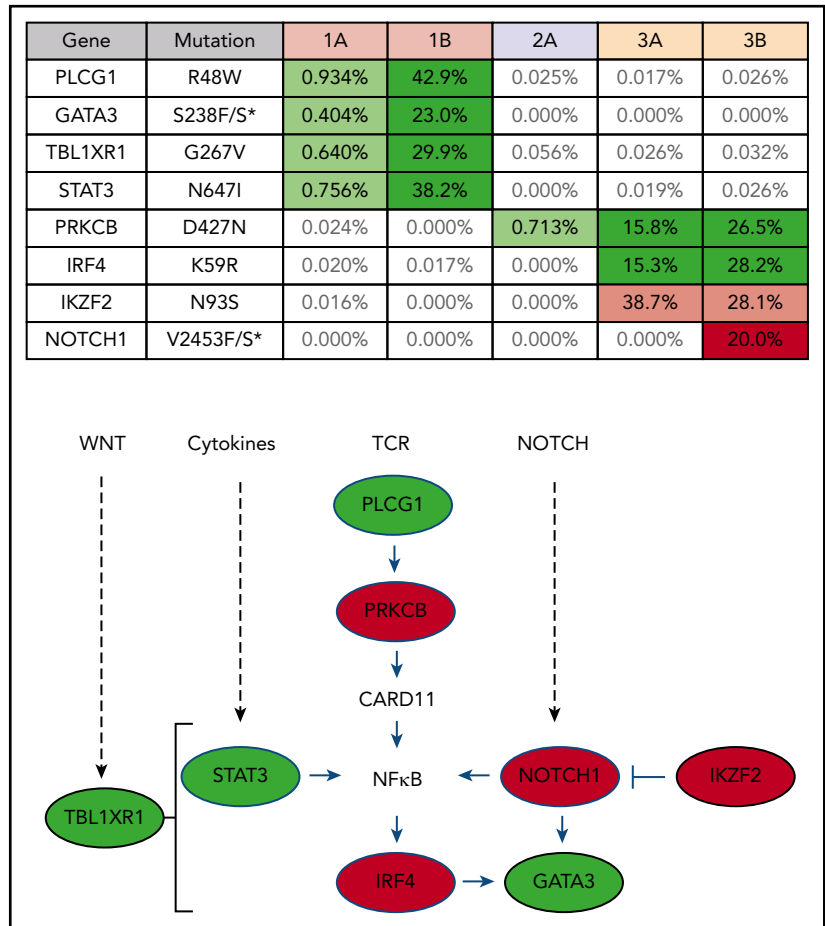 Gene Mutation 1A 1B 2A 3A 3B
PLCG1 R48W 0.934% 42.9% 0.025% 0.017% 0.026%
GATA3 S238F/S* 0.404% 23.0% 0.000% 0.000% 0.000%
TBL1XR1 G267V 0.640% 29.9% 0.056% 0.026% 0.032%
STAT3 N647I 0.756% 38.2% 0.000% 0.019% 0.026%
PRKCB D427N 0.024% 0.000% 0.713% 15.8% 26.5%
IRF4 K59R 0.020% 0.017% 0.000% 15.3% 28.2%
IKZF2 N93S 0.016% 0.000% 0.000% 38.7% 28.1%
NOTCH1 V2453F/S* 0.000% 0.000% 0.000% 0.000% 20.0%
WNT Cytokines TCR NOTCH
PLCG1
PRKCB
CARD11
STAT3 NFκB NOTCH1 IKZF2
TBL1XR1
IRF4 GATA3